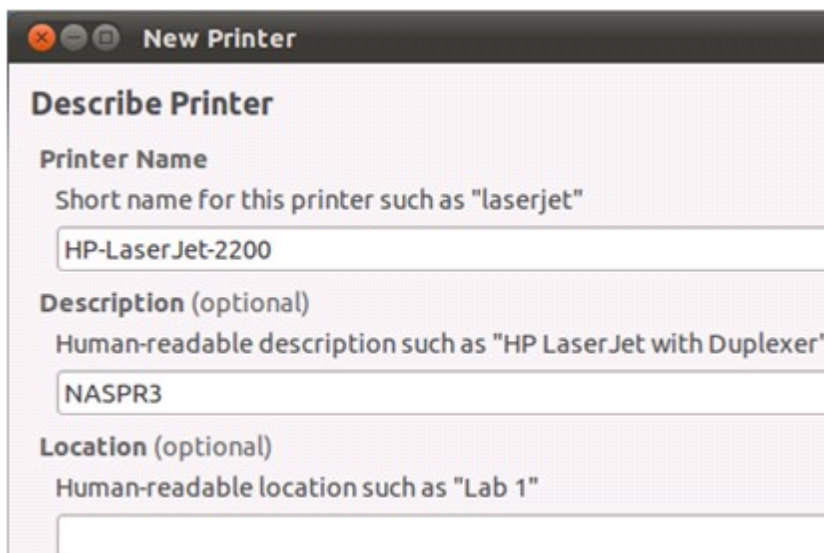 New Printer
Describe Printer
Printer Name
Short name for this printer such as "laserjet"
HP-LaserJet-2200
Description (optional)
Human-readable description such as "HP LaserJet with Duplexer"
NASPR3
Location (optional)
Human-readable location such as "Lab 1"